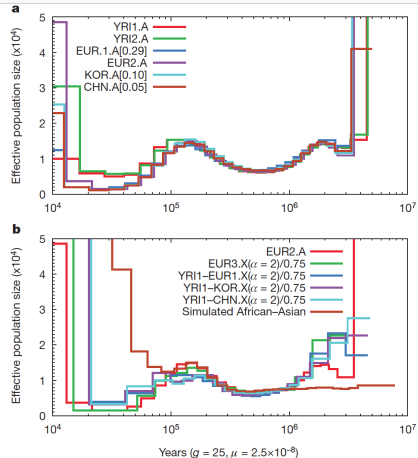 a
Effective population size (x10⁴)
5
4
3
2
1
0
YRI1.A
YRI2.A
EUR.1.A[0.29]
EUR2.A
KOR.A[0.10]
CHN.A[0.05]
10⁴ 10⁵ 10⁶ 10⁷
b
Effective population size (x10⁴)
5
4
3
2
1
0
EUR2.A
EUR3.X(α = 2)/0.75
YRI1–EUR1.X(α = 2)/0.75
YRI1–KOR.X(α = 2)/0.75
YRI1–CHN.X(α = 2)/0.75
Simulated African–Asian
10⁴ 10⁵ 10⁶ 10⁷
Years (g = 25, μ = 2.5×10⁻⁸)